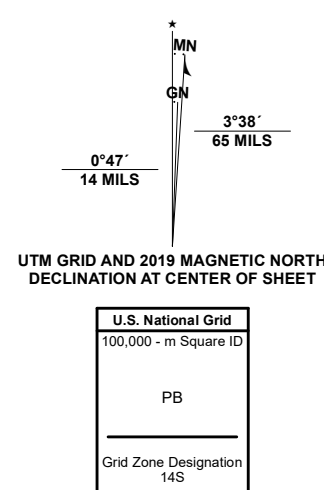 ★
MN
GN
3°38´
65 MILS
0°47´
14 MILS
UTM GRID AND 2019 MAGNETIC NORTH
DECLINATION AT CENTER OF SHEET
U.S. National Grid
100,000 - m Square ID
PB
Grid Zone Designation
14S